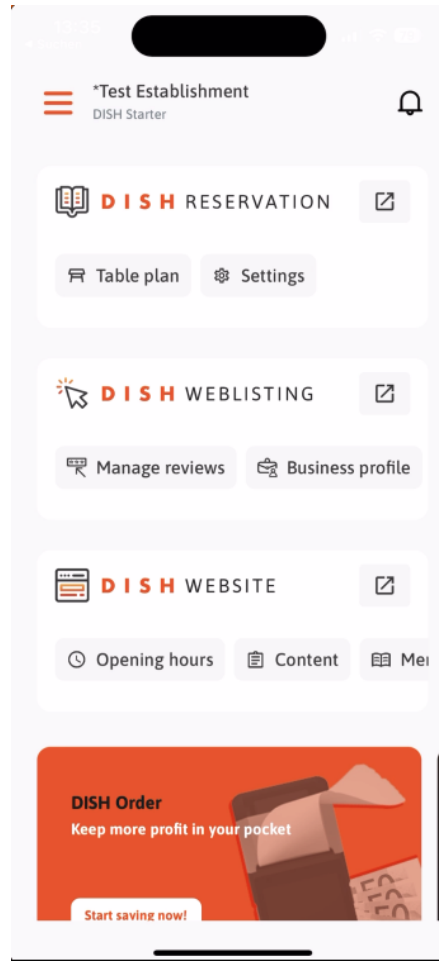 *Test Establishment
DISH Starter
DISH RESERVATION
Table plan
Settings
DISH WEBLISTING
Manage reviews
Business profile
DISH WEBSITE
Opening hours
Content
DISH Order
Keep more profit in your pocket
Start saving now!